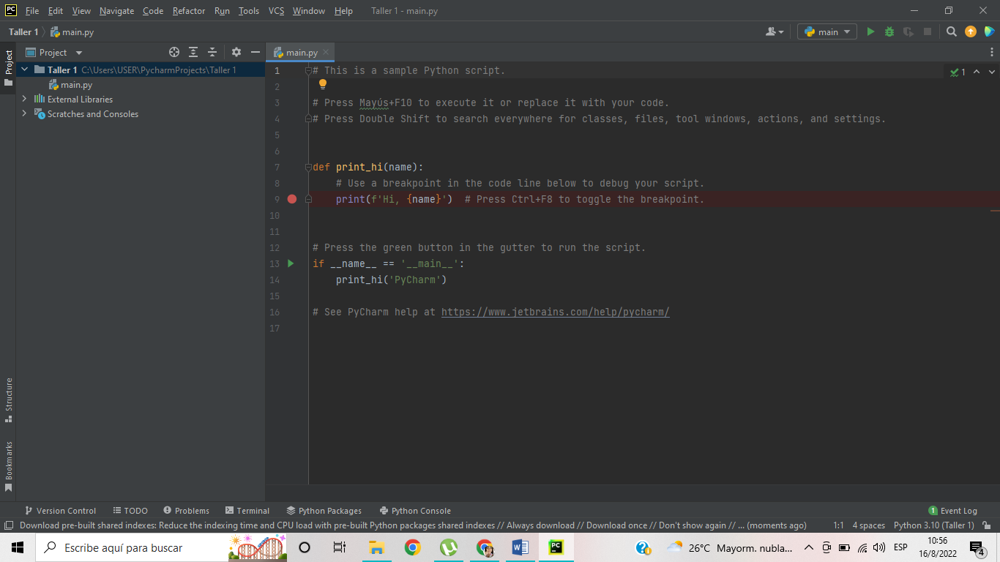 PC File Edit View Navigate Code Refactor Run Tools VCS Window Help Taller 1 - main.py
Taller 1 main.py main
Project main.py
Project
1 # This is a sample Python script. 1
Taller 1 C:\Users\USER\PycharmProjects\Taller 1
main.py
External Libraries
Scratches and Consoles
2
3 # Press Mayús+F10 to execute it or replace it with your code.
4 # Press Double Shift to search everywhere for classes, files, tool windows, actions, and settings.
5
6
7 def print_hi(name):
8 # Use a breakpoint in the code line below to debug your script.
9 print(f'Hi, {name}')  # Press Ctrl+F8 to toggle the breakpoint.
10
11
12 # Press the green button in the gutter to run the script.
13 if __name__ == '__main__':
14 print_hi('PyCharm')
15
16 # See PyCharm help at https://www.jetbrains.com/help/pycharm/
17
Structure
Bookmarks
Version Control TODO Problems Terminal Python Packages Python Console 1 Event Log
Download pre-built shared indexes: Reduce the indexing time and CPU load with pre-built Python packages shared indexes // Always download // Download once // Don't show again // ... (moments ago) 1:1 4 spaces Python 3.10 (Taller 1)
Escribe aquí para buscar 26°C Mayorm. nubla... ESP 10:56
16/8/2022 4